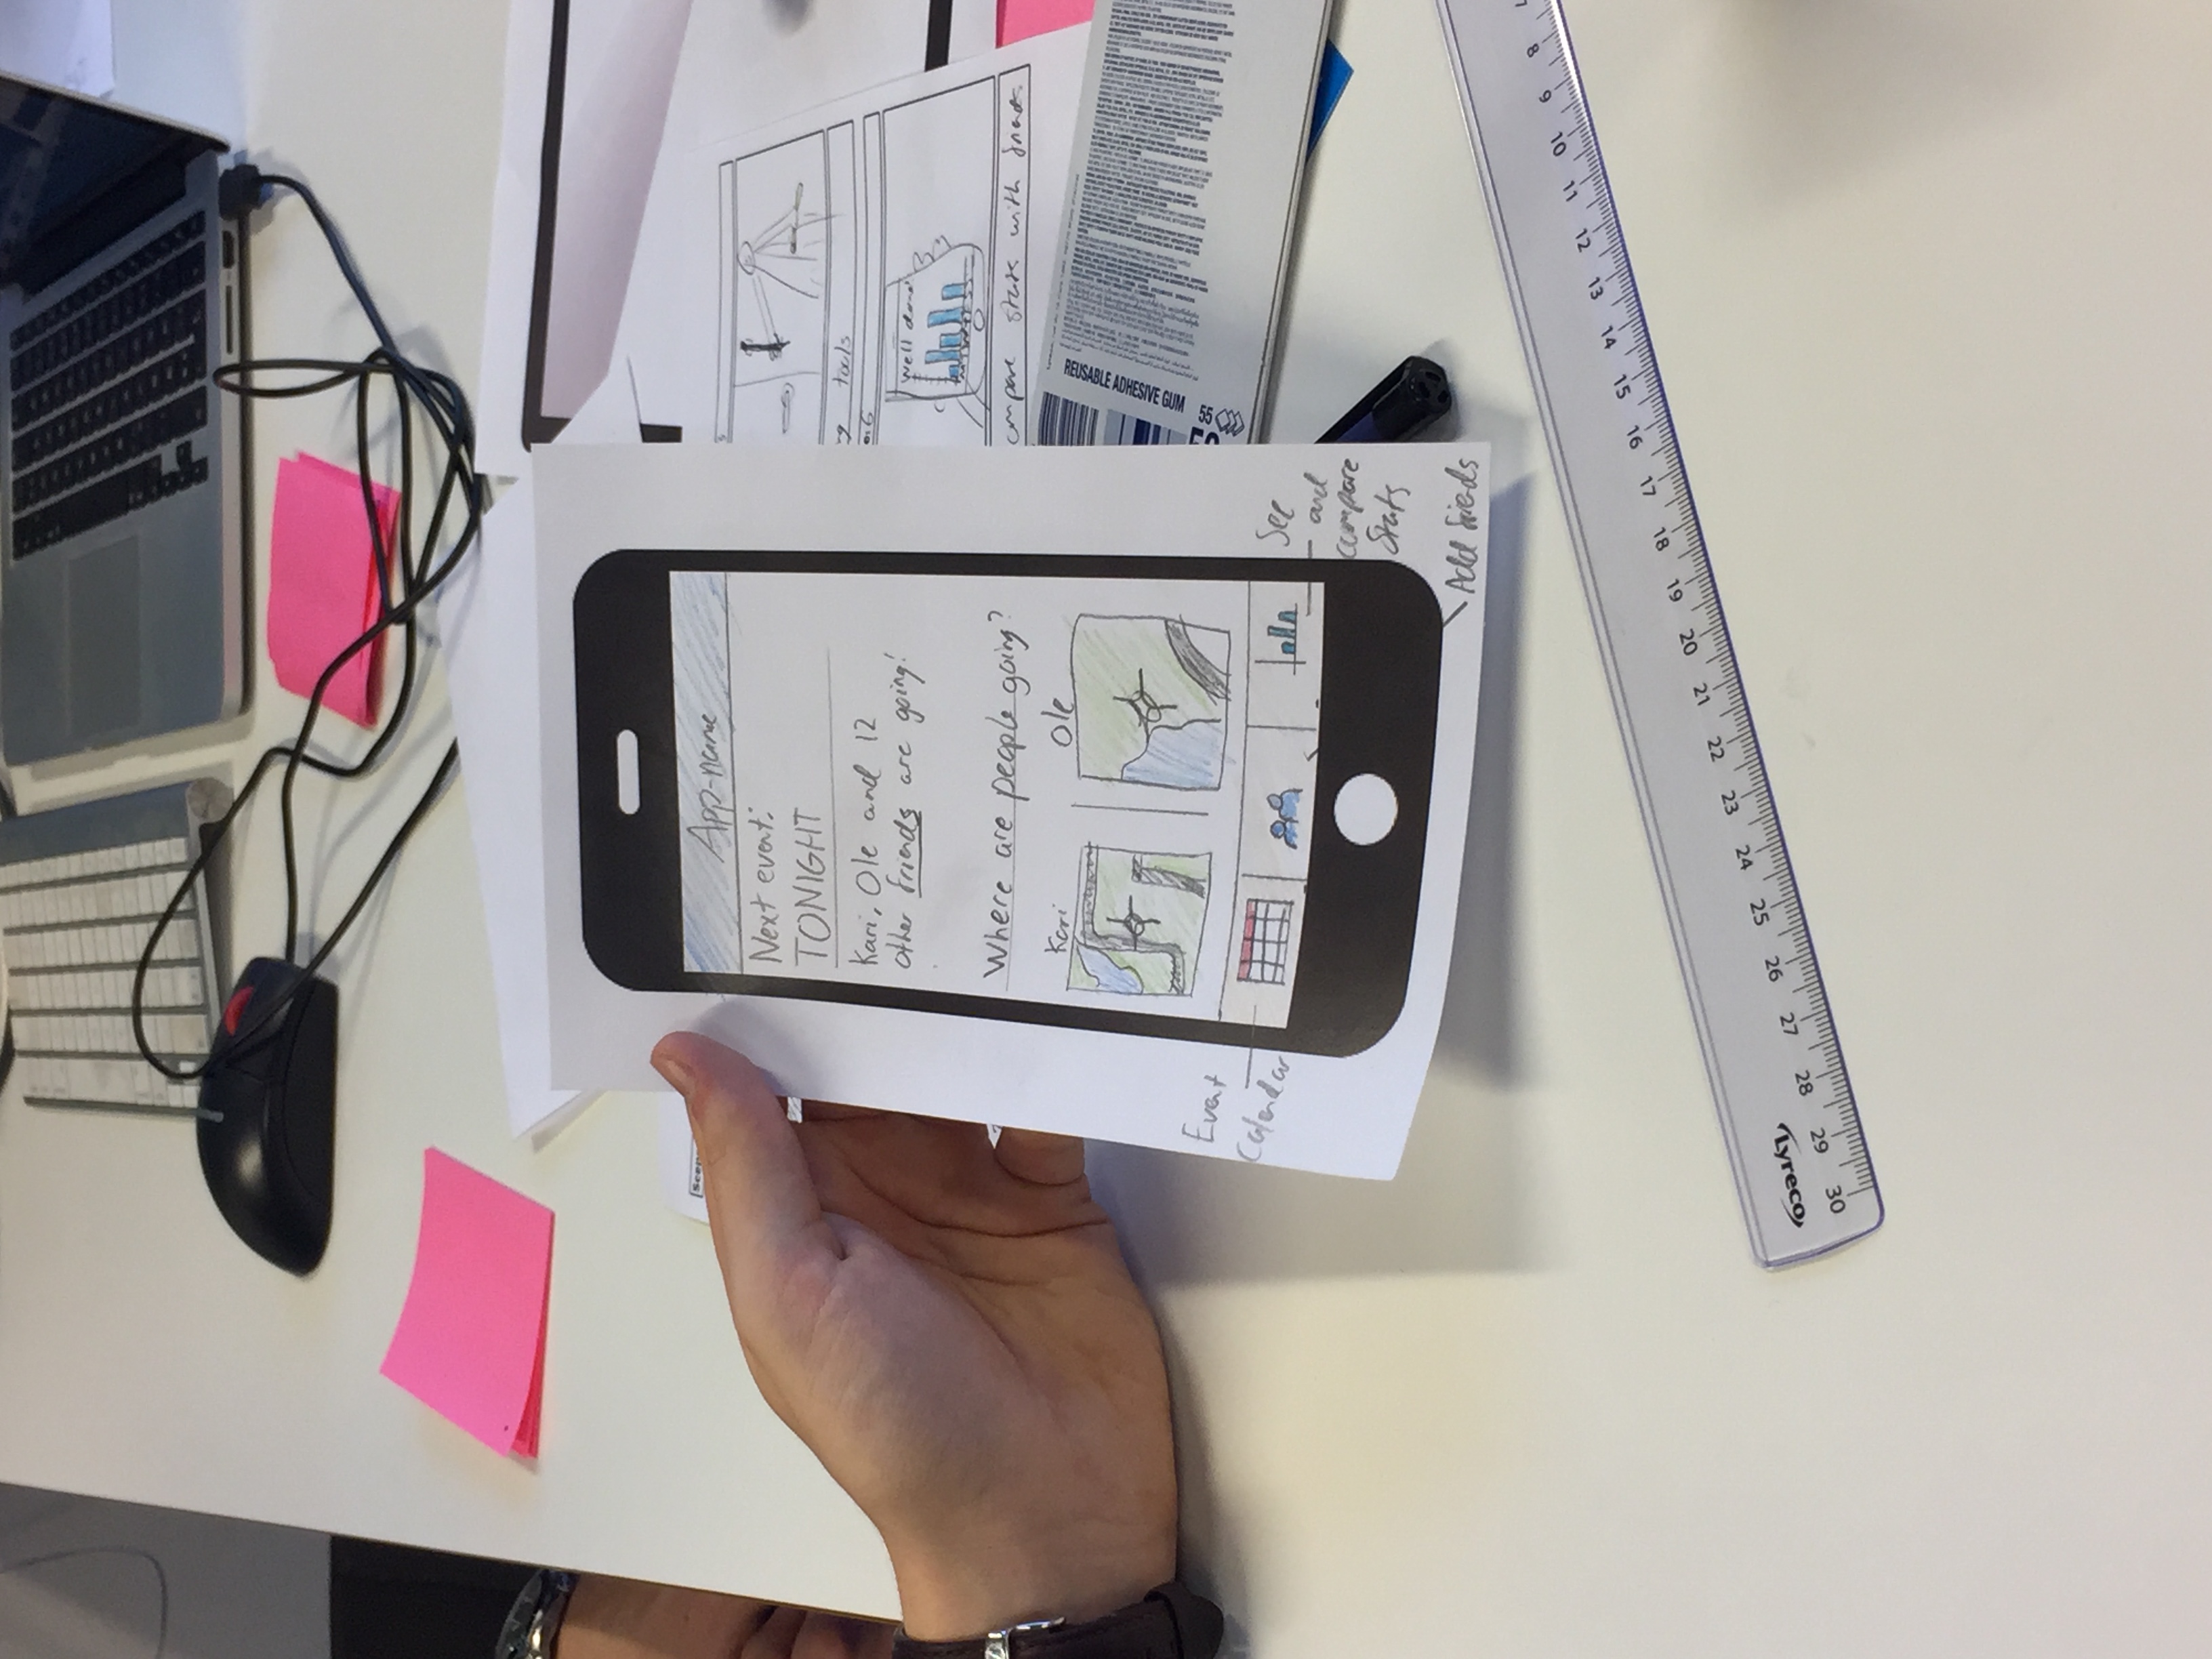 App-name
Next event:
TONIGHT
Kari, Ole and 12
other friends are going!
Where are people going?
Kari
Ole
Event
Calendar
See
and
compare
Stats
Add friends
tools
Well done!
compare stats with friends
REUSABLE ADHESIVE GUM 55
Lyreco
30 29 28 27 26 25 24 23 22 21 20 19 18 17 16 15 14 13 12 11 10 9 8 7